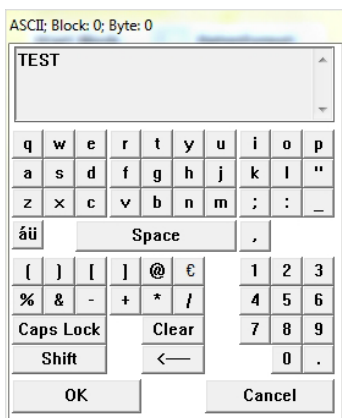 ASCII; Block: 0; Byte: 0
TEST
q w e r t y u i o p
a s d f g h j k l "
z x c v b n m ; : _
áü Space ,
( ) [ ] @ € 1 2 3
% & - + * / 4 5 6
Caps Lock Clear 7 8 9
Shift <— 0 .
OK Cancel